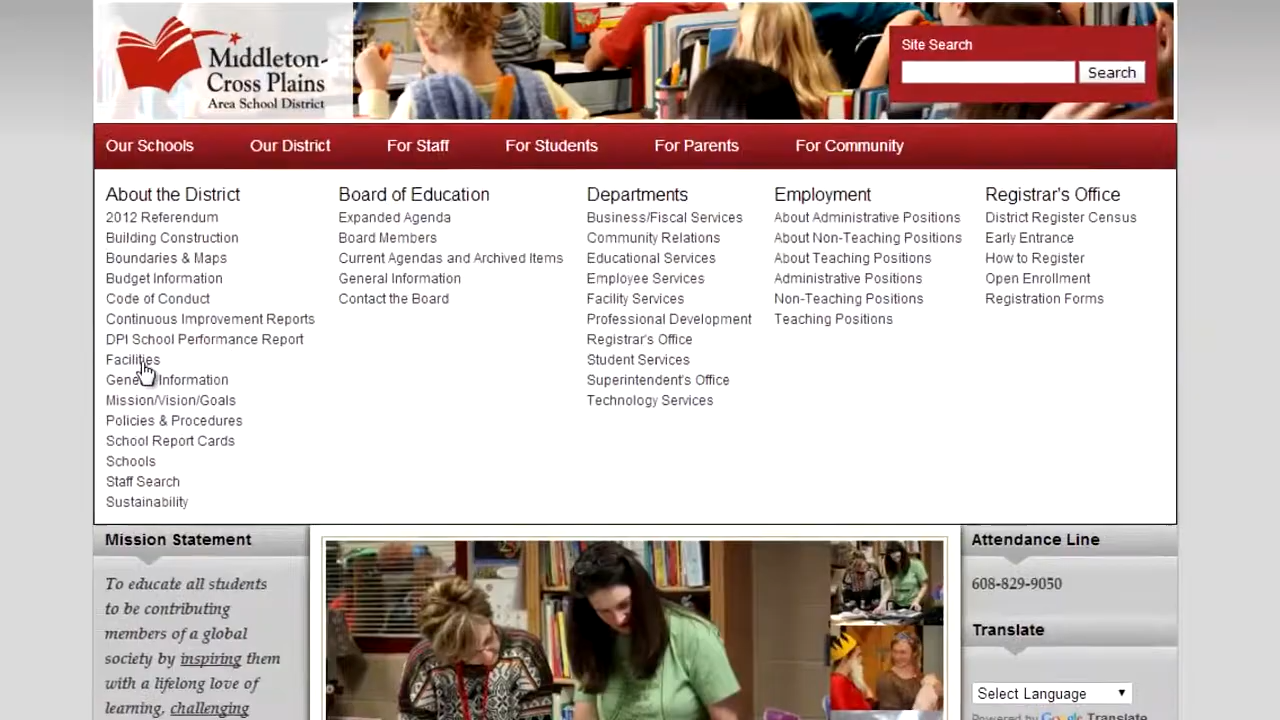 Middleton-
Cross Plains
Area School District
Site Search
Search
Our Schools
Our District
For Staff
For Students
For Parents
For Community
About the District
2012 Referendum
Building Construction
Boundaries & Maps
Budget Information
Code of Conduct
Continuous Improvement Reports
DPI School Performance Report
Facilities
General Information
Mission/Vision/Goals
Policies & Procedures
School Report Cards
Schools
Staff Search
Sustainability
Board of Education
Expanded Agenda
Board Members
Current Agendas and Archived Items
General Information
Contact the Board
Departments
Business/Fiscal Services
Community Relations
Educational Services
Employee Services
Facility Services
Professional Development
Registrar's Office
Student Services
Superintendent's Office
Technology Services
Employment
About Administrative Positions
About Non-Teaching Positions
About Teaching Positions
Administrative Positions
Non-Teaching Positions
Teaching Positions
Registrar's Office
District Register Census
Early Entrance
How to Register
Open Enrollment
Registration Forms
Mission Statement
To educate all students
to be contributing
members of a global
society by inspiring them
with a lifelong love of
learning, challenging
Attendance Line
608-829-9050
Translate
Select Language
Powered by Google Translate